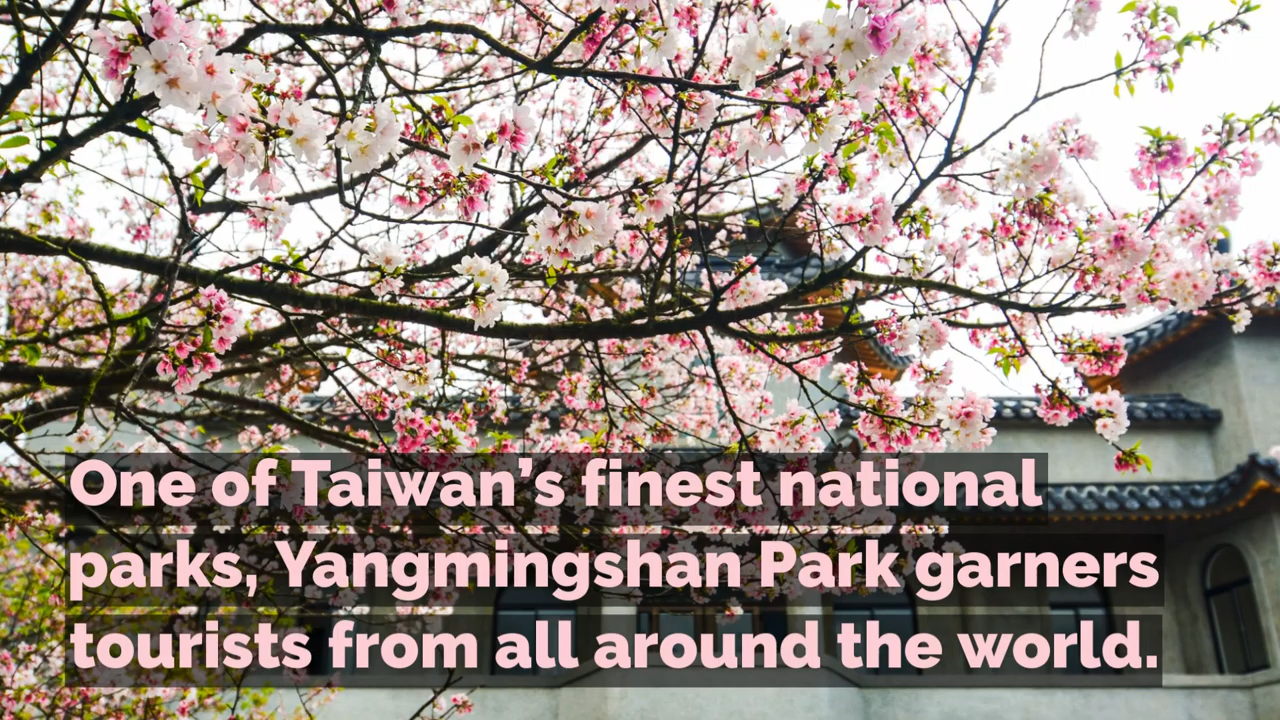 One of Taiwan’s finest national
parks, Yangmingshan Park garners
tourists from all around the world.